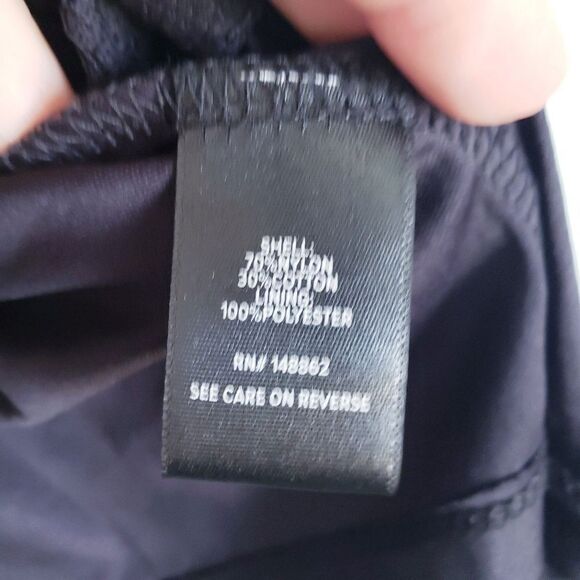 SHELL:
70%NYLON
30%COTTON
LINING:
100%POLYESTER
RN# 148862
SEE CARE ON REVERSE